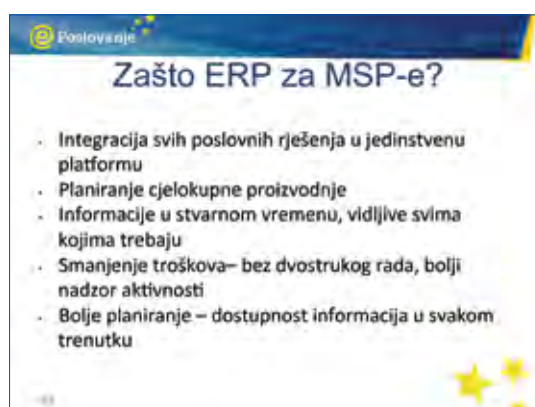 e Poslovanje
Zašto ERP za MSP-e?
- Integracija svih poslovnih rješenja u jedinstvenu
platformu
- Planiranje cjelokupne proizvodnje
- Informacije u stvarnom vremenu, vidljive svima
kojima trebaju
- Smanjenje troškova– bez dvostrukog rada, bolji
nadzor aktivnosti
- Bolje planiranje – dostupnost informacija u svakom
trenutku